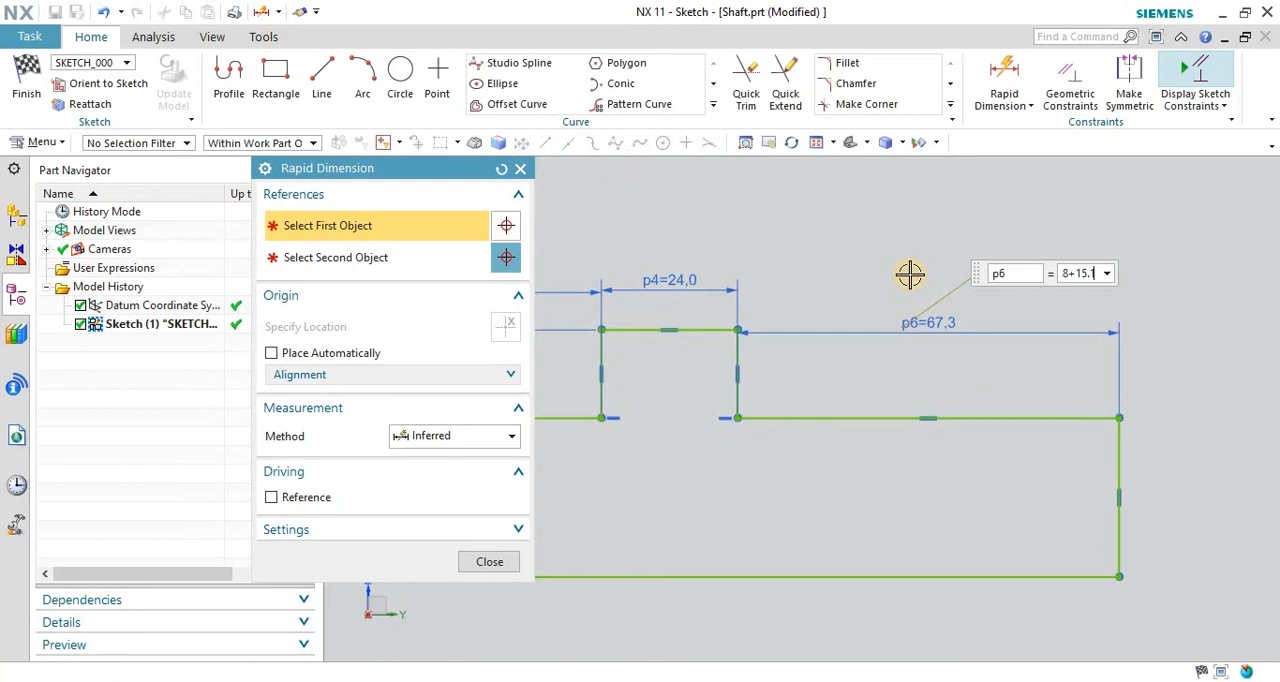 NX
NX 11 - Sketch - [Shaft.prt (Modified) ]
SIEMENS
Task
Home
Analysis
View
Tools
Find a Command
SKETCH_000
Orient to Sketch
Reattach
Finish
Update
Model
Sketch
Profile
Rectangle
Line
Arc
Circle
Point
Studio Spline
Polygon
Ellipse
Conic
Offset Curve
Pattern Curve
Quick
Trim
Quick
Extend
Fillet
Chamfer
Make Corner
Curve
Rapid
Dimension
Geometric
Constraints
Make
Symmetric
Display Sketch
Constraints
Constraints
Menu
No Selection Filter
Within Work Part O
Part Navigator
Name
Up t
History Mode
Model Views
Cameras
User Expressions
Model History
Datum Coordinate Sy...
Sketch (1) "SKETCH...
Dependencies
Details
Preview
Rapid Dimension
References
* Select First Object
* Select Second Object
Origin
Specify Location
Place Automatically
Alignment
Measurement
Method
Inferred
Driving
Reference
Settings
Close
p4=24,0
p6
=
8+15.1
p6=67,3
Y